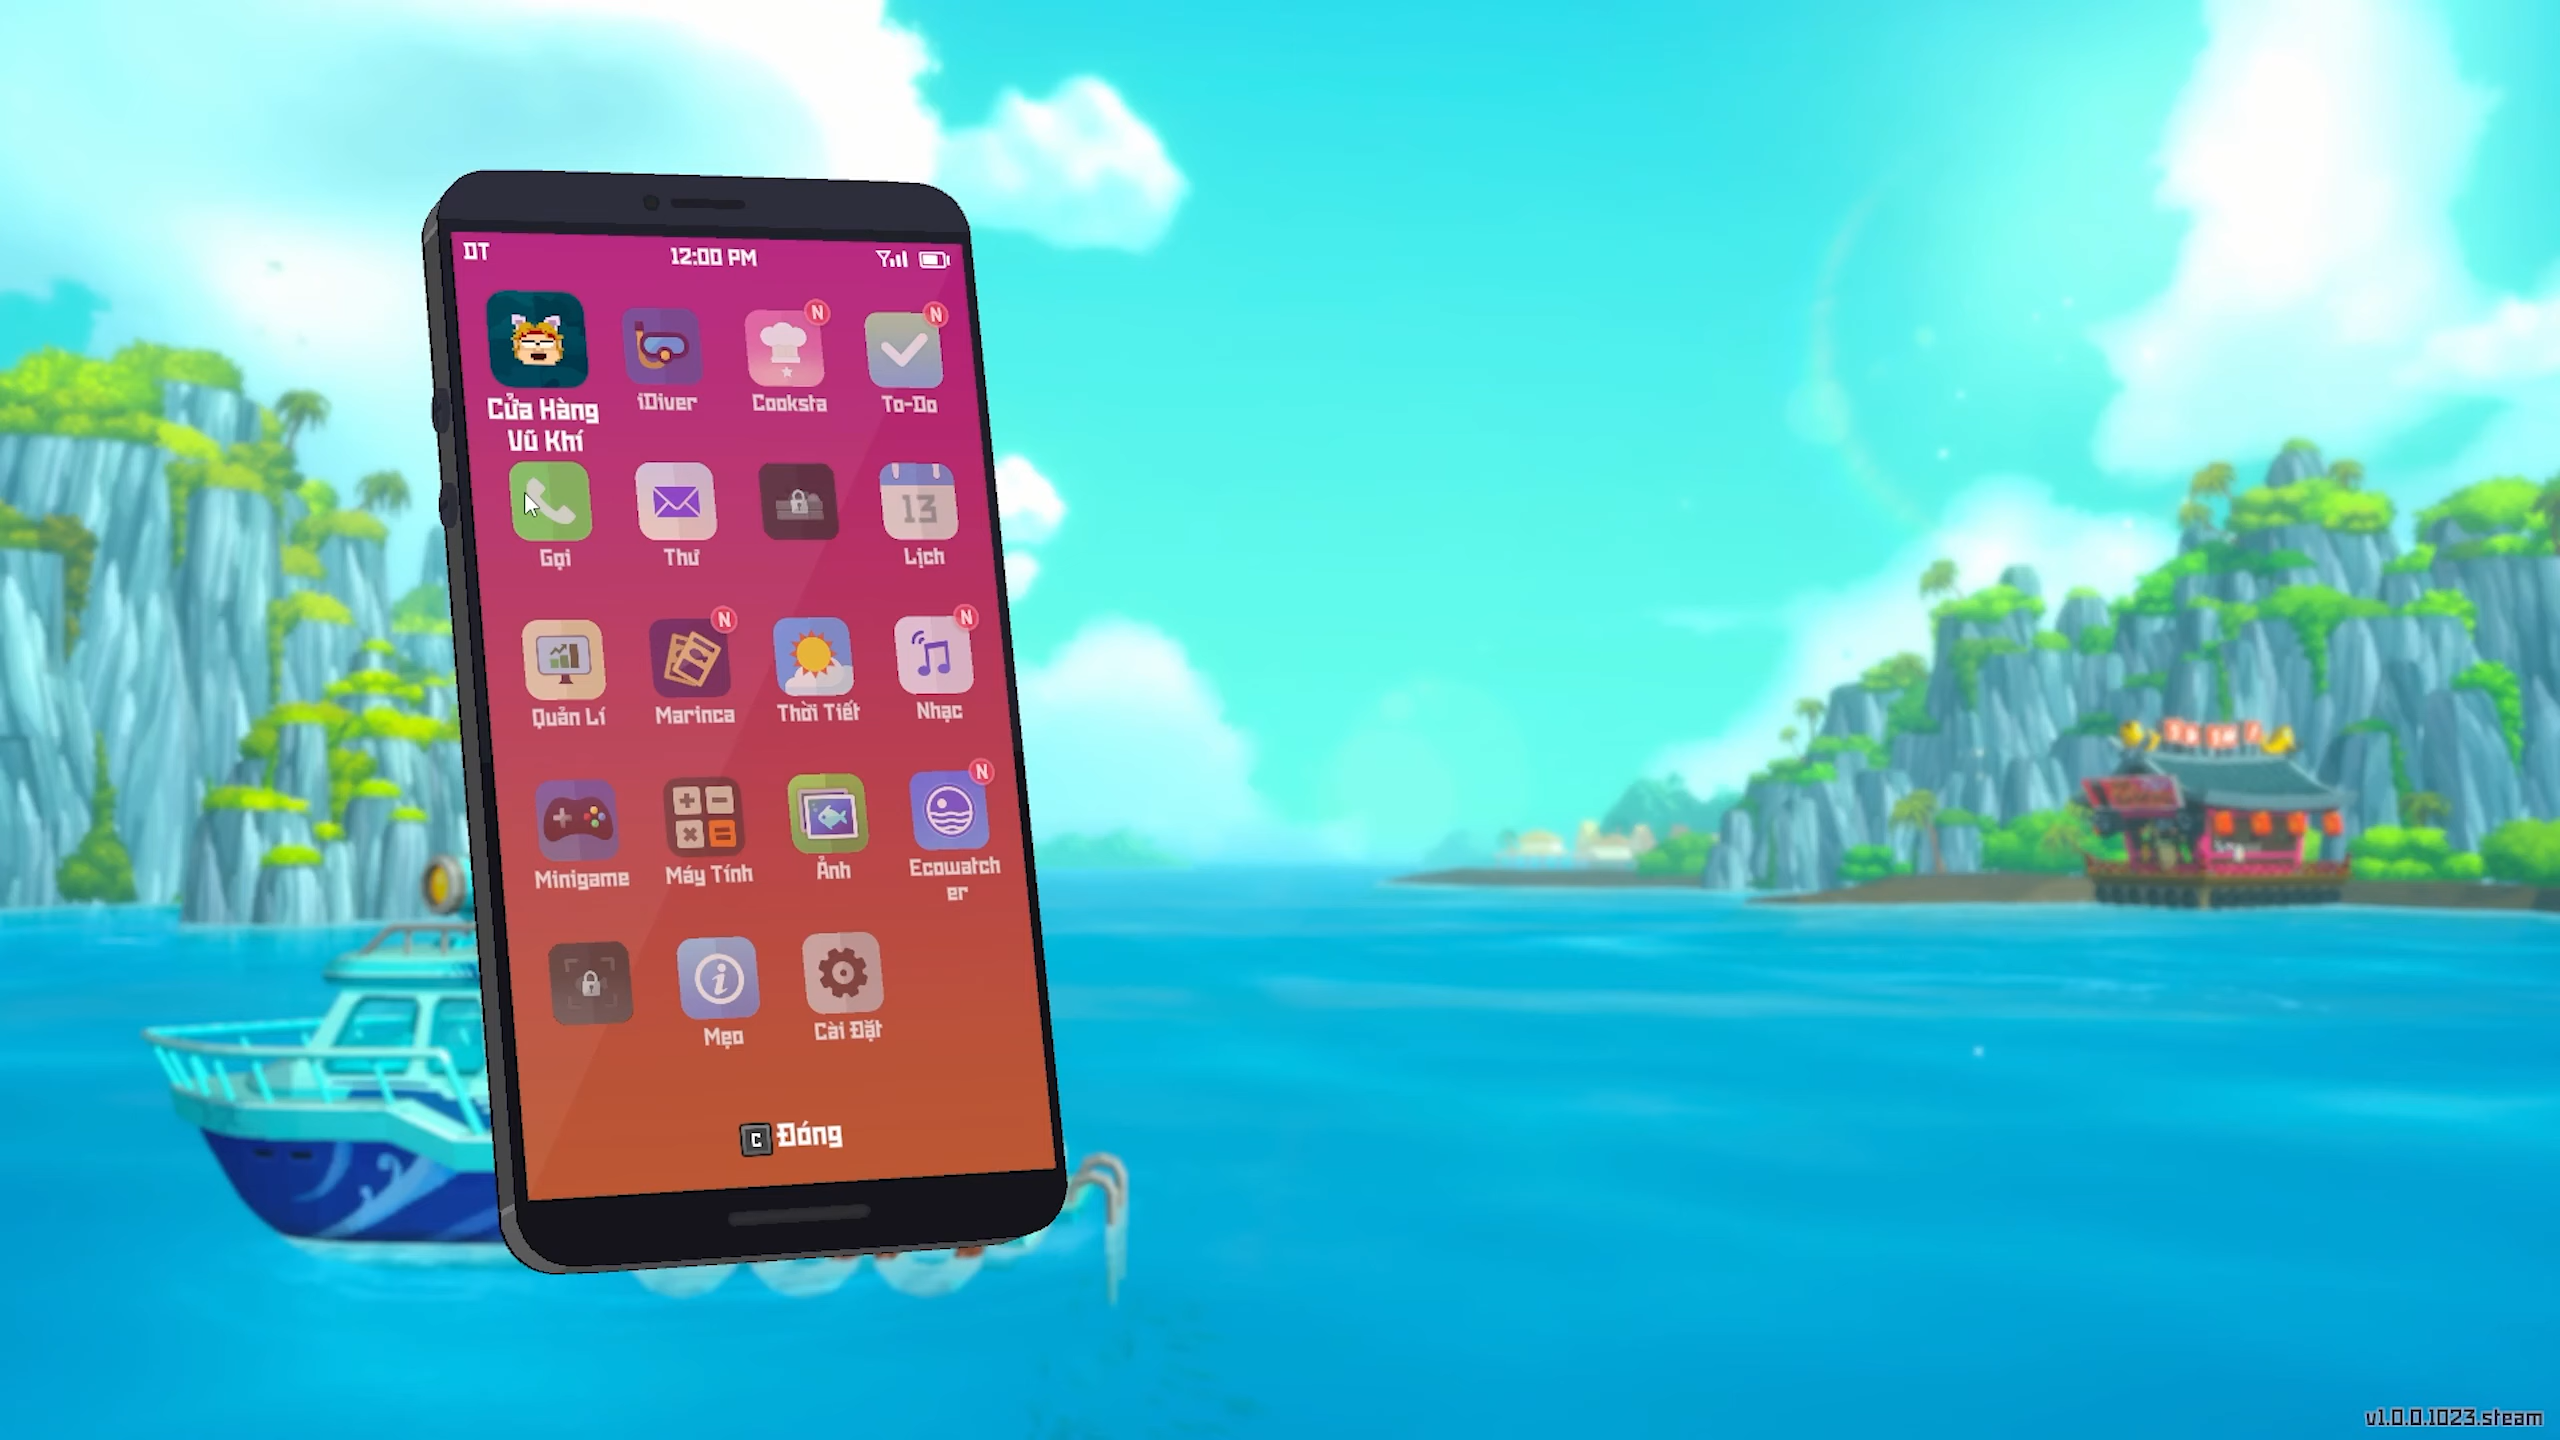 DT
12:00 PM
Cửa Hàng
Vũ Khí
iDiver
N
Cooksta
N
To-Do
Gọi
Thư
13
Lịch
Quản Lí
N
Marinca
Thời Tiết
N
Nhạc
Minigame
Máy Tính
Ảnh
N
Ecowatch
er
Mẹo
Cài Đặt
C Đóng
v1.0.0.1023.steam